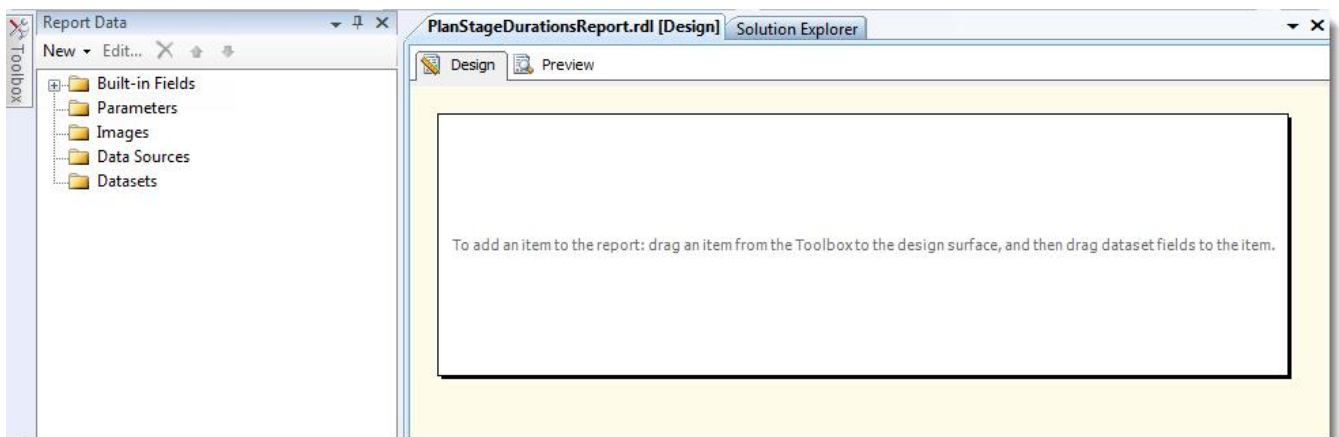 Toolbox
Report Data
New Edit...
Built-in Fields
Parameters
Images
Data Sources
Datasets
PlanStageDurationsReport.rdl [Design] Solution Explorer
Design Preview
To add an item to the report: drag an item from the Toolbox to the design surface, and then drag dataset fields to the item.